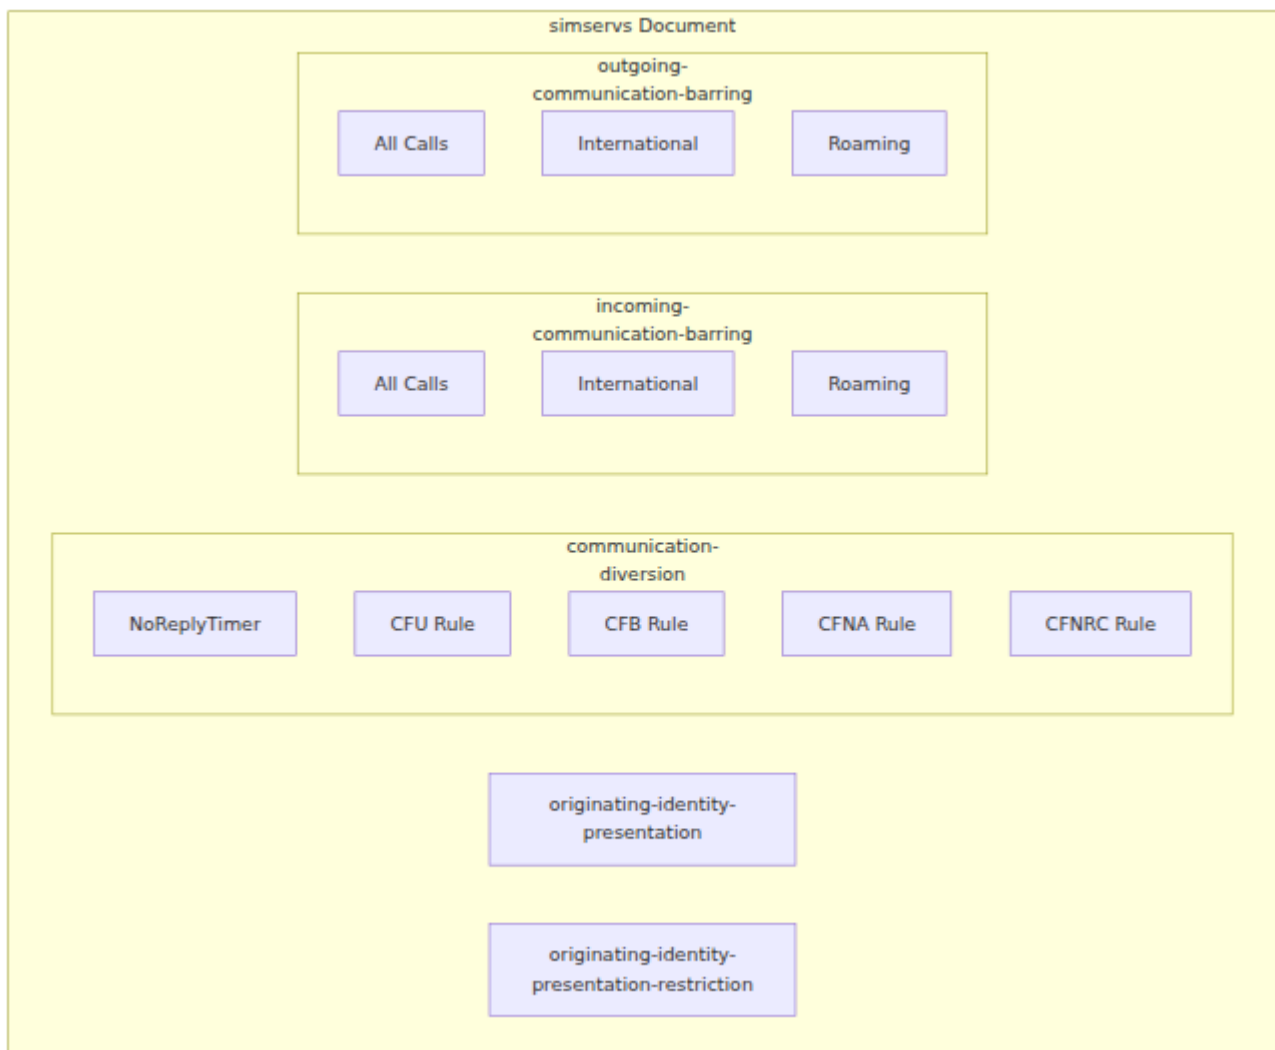 simservs Document
outgoing-
communication-barring
All Calls
International
Roaming
incoming-
communication-barring
All Calls
International
Roaming
communication-
diversion
NoReplyTimer
CFU Rule
CFB Rule
CFNA Rule
CFNRC Rule
originating-identity-
presentation
originating-identity-
presentation-restriction